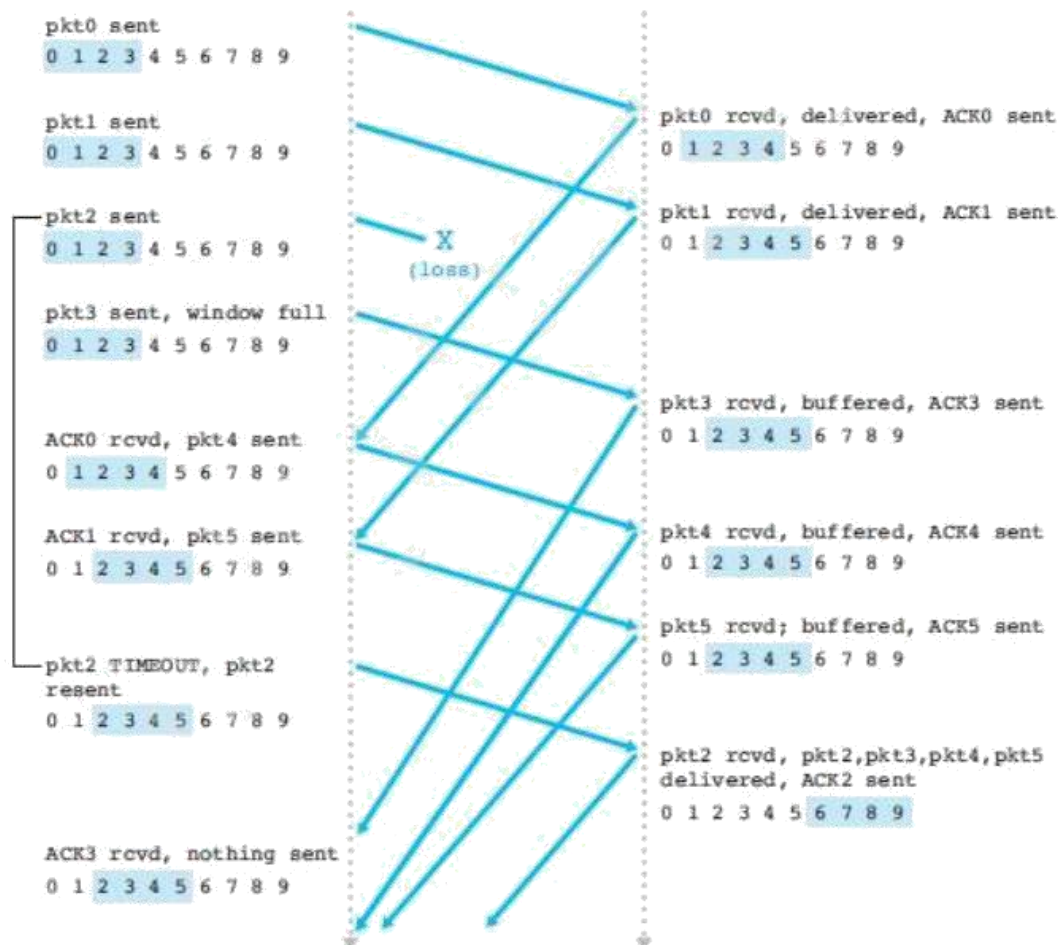 pkt0 sent
0 1 2 3 4 5 6 7 8 9
pkt1 sent
0 1 2 3 4 5 6 7 8 9
pkt2 sent
0 1 2 3 4 5 6 7 8 9
pkt3 sent, window full
0 1 2 3 4 5 6 7 8 9
ACK0 rcvd, pkt4 sent
0 1 2 3 4 5 6 7 8 9
ACK1 rcvd, pkt5 sent
0 1 2 3 4 5 6 7 8 9
pkt2 TIMEOUT, pkt2
resent
0 1 2 3 4 5 6 7 8 9
ACK3 rcvd, nothing sent
0 1 2 3 4 5 6 7 8 9
X
(loss)
pkt0 rcvd, delivered, ACK0 sent
0 1 2 3 4 5 6 7 8 9
pkt1 rcvd, delivered, ACK1 sent
0 1 2 3 4 5 6 7 8 9
pkt3 rcvd, buffered, ACK3 sent
0 1 2 3 4 5 6 7 8 9
pkt4 rcvd, buffered, ACK4 sent
0 1 2 3 4 5 6 7 8 9
pkt5 rcvd; buffered, ACK5 sent
0 1 2 3 4 5 6 7 8 9
pkt2 rcvd, pkt2,pkt3,pkt4,pkt5
delivered, ACK2 sent
0 1 2 3 4 5 6 7 8 9